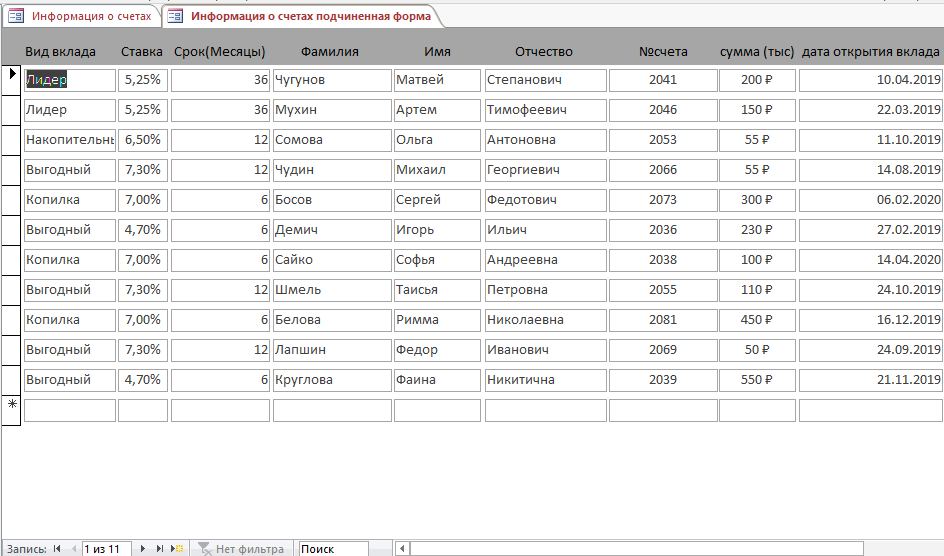 Информация о счетах Информация о счетах подчиненная форма
Вид вклада Ставка Срок(Месяцы) Фамилия Имя Отчество №счета сумма (тыс) дата открытия вклада
Лидер 5,25% 36 Чугунов Матвей Степанович 2041 200 ₽ 10.04.2019
Лидер 5,25% 36 Мухин Артем Тимофеевич 2046 150 ₽ 22.03.2019
Накопительнь 6,50% 12 Сомова Ольга Антоновна 2053 55 ₽ 11.10.2019
Выгодный 7,30% 12 Чудин Михаил Георгиевич 2066 55 ₽ 14.08.2019
Копилка 7,00% 6 Босов Сергей Федотович 2073 300 ₽ 06.02.2020
Выгодный 4,70% 6 Демич Игорь Ильич 2036 230 ₽ 27.02.2019
Копилка 7,00% 6 Сайко Софья Андреевна 2038 100 ₽ 14.04.2020
Выгодный 7,30% 12 Шмель Таисья Петровна 2055 110 ₽ 24.10.2019
Копилка 7,00% 6 Белова Римма Николаевна 2081 450 ₽ 16.12.2019
Выгодный 7,30% 12 Лапшин Федор Иванович 2069 50 ₽ 24.09.2019
Выгодный 4,70% 6 Круглова Фаина Никитична 2039 550 ₽ 21.11.2019
Запись: 1 из 11 Нет фильтра Поиск